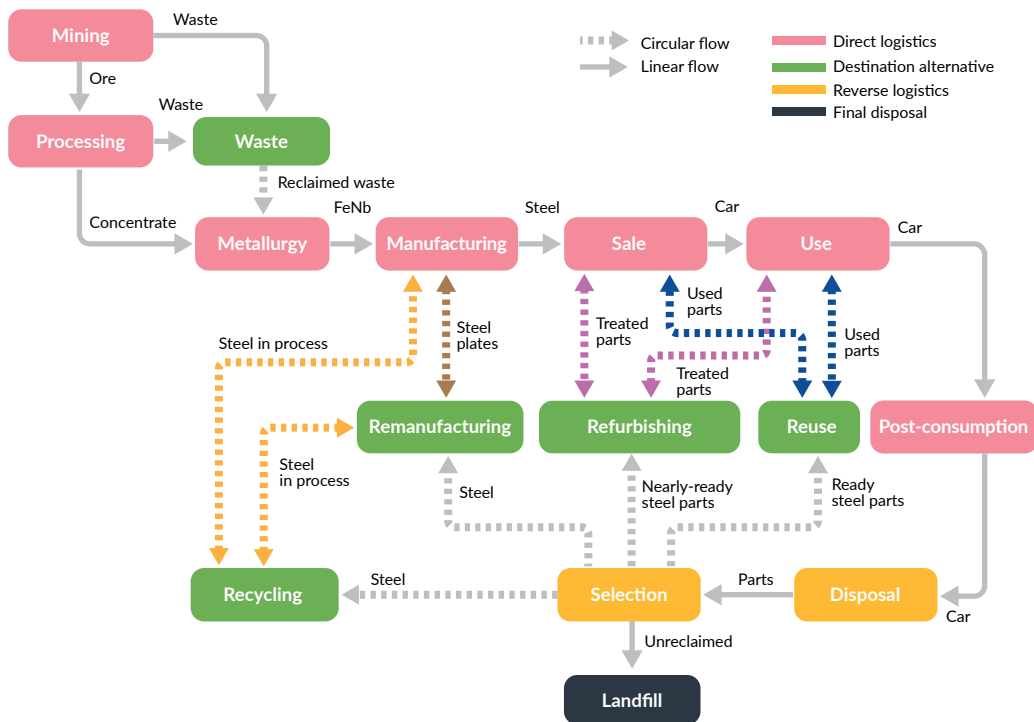 Waste
Mining
Circular flow
Linear flow
Direct logistics
Destination alternative
Reverse logistics
Final disposal
Ore
Waste
Processing
Waste
Reclaimed waste
Concentrate
FeNb
Steel
Car
Car
Metallurgy
Manufacturing
Sale
Use
Used
parts
Treated
parts
Steel
plates
Used
parts
Steel in process
Treated
parts
Remanufacturing
Refurbishing
Reuse
Post-consumption
Steel
in process
Steel
Nearly-ready
steel parts
Ready
steel parts
Steel
Parts
Recycling
Selection
Disposal
Car
Unreclaimed
Landfill